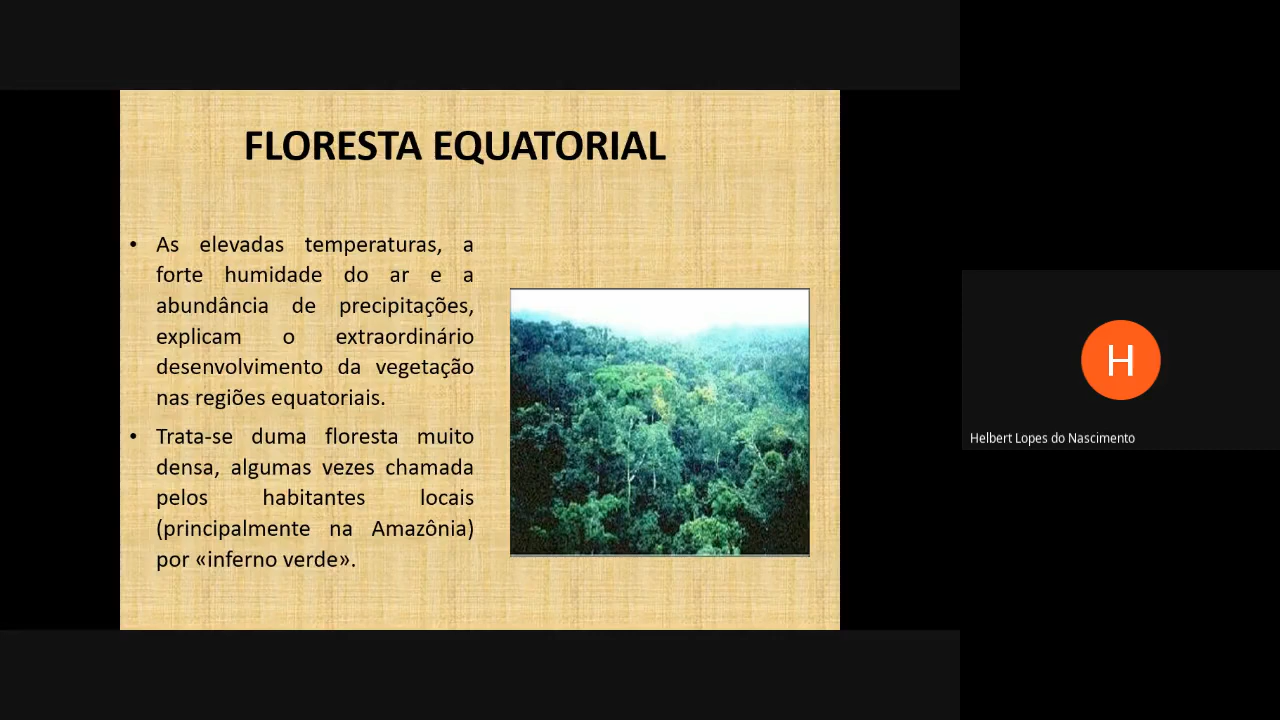 FLORESTA EQUATORIAL
• As elevadas temperaturas, a
forte humidade do ar e a
abundância de precipitações,
explicam o extraordinário
desenvolvimento da vegetação
nas regiões equatoriais.
• Trata-se duma floresta muito
densa, algumas vezes chamada
pelos habitantes locais
(principalmente na Amazônia)
por «inferno verde».
H
Helbert Lopes do Nascimento